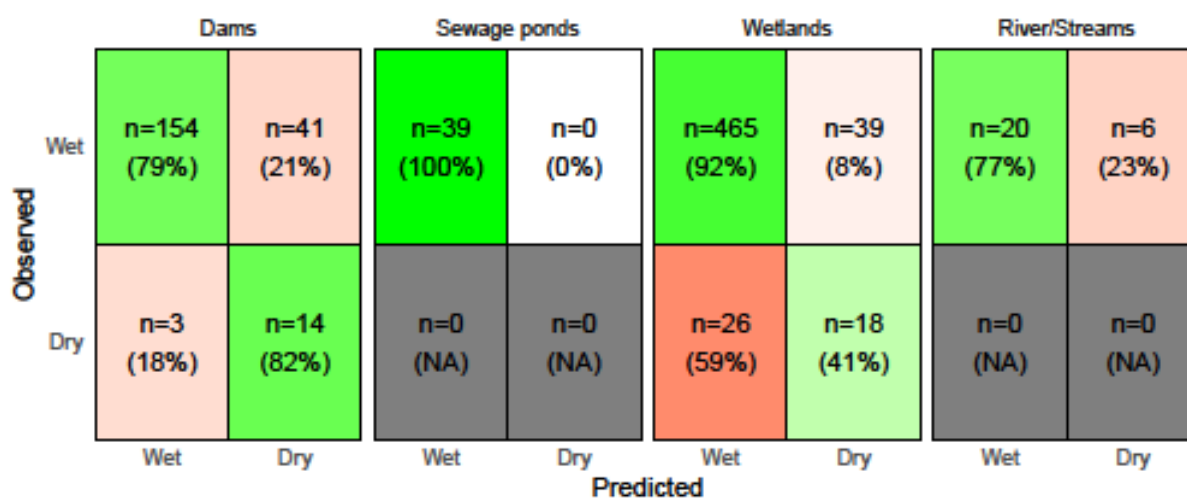 Dams
Sewage ponds
Wetlands
River/Streams
Observed
Wet
n=154
(79%)
n=41
(21%)
n=39
(100%)
n=0
(0%)
n=465
(92%)
n=39
(8%)
n=20
(77%)
n=6
(23%)
Dry
n=3
(18%)
n=14
(82%)
n=0
(NA)
n=0
(NA)
n=26
(59%)
n=18
(41%)
n=0
(NA)
n=0
(NA)
Wet
Dry
Wet
Dry
Wet
Dry
Wet
Dry
Predicted